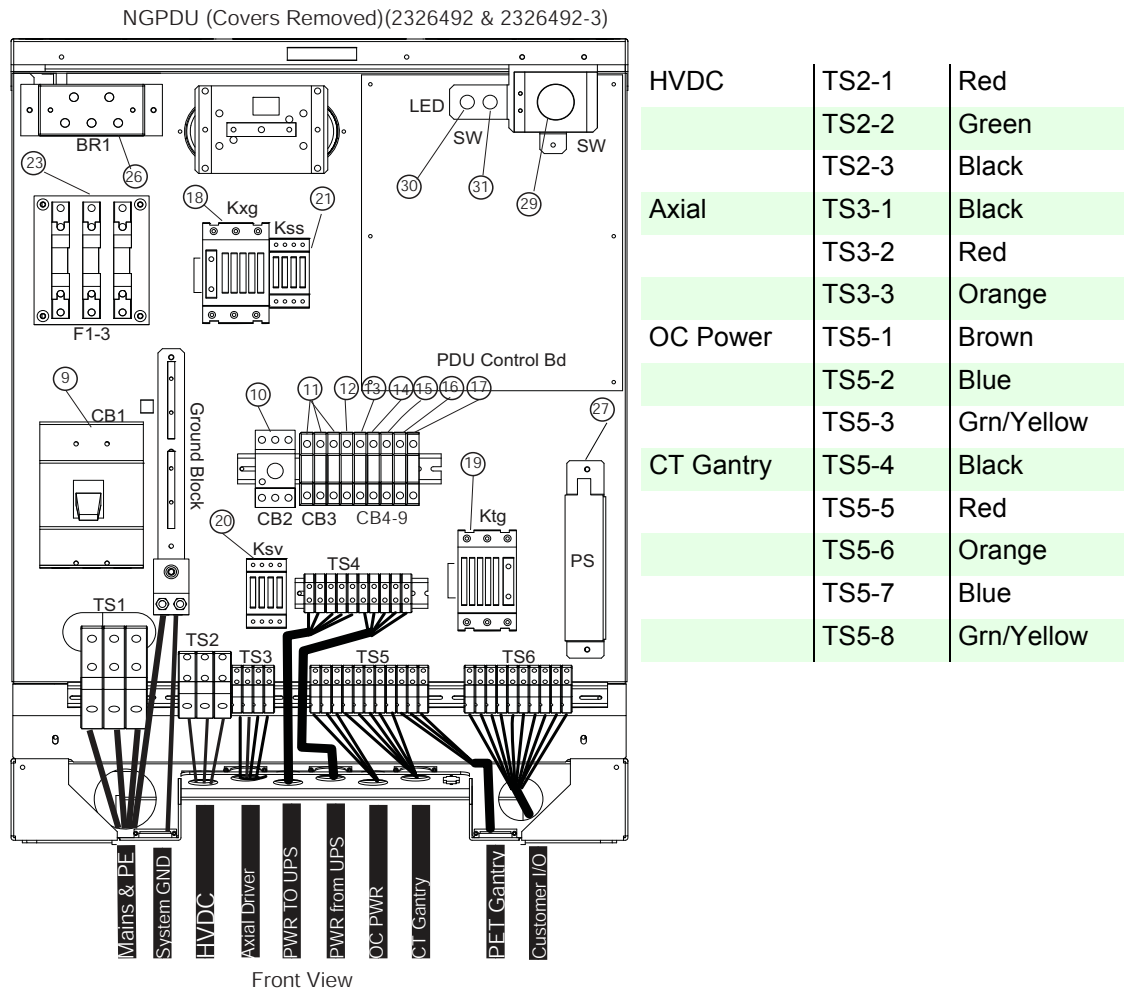 NGPDU (Covers Removed)(2326492 & 2326492-3)
LED
SW
SW
BR1
23
26
30
31
29
18
Kxg
21
Kss
F1-3
PDU Control Bd
9
CB1
Ground Block
10
11
12
13
14
15
16
17
27
CB2
CB3
CB4-9
19
Ktg
20
Ksv
TS4
PS
TS1
TS2
TS3
TS5
TS6
Mains & PE
System GND
HVDC
Axial Driver
PWR TO UPS
PWR from UPS
OC PWR
CT Gantry
PET Gantry
Customer I/O
Front View
HVDC TS2-1 Red
TS2-2 Green
TS2-3 Black
Axial TS3-1 Black
TS3-2 Red
TS3-3 Orange
OC Power TS5-1 Brown
TS5-2 Blue
TS5-3 Grn/Yellow
CT Gantry TS5-4 Black
TS5-5 Red
TS5-6 Orange
TS5-7 Blue
TS5-8 Grn/Yellow